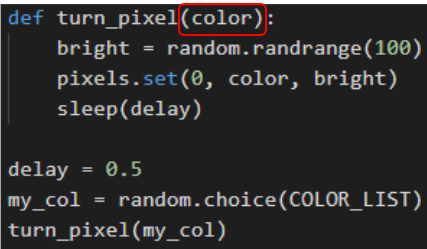 def turn_pixel(color):
    bright = random.randrange(100)
    pixels.set(0, color, bright)
    sleep(delay)

delay = 0.5
my_col = random.choice(COLOR_LIST)
turn_pixel(my_col)